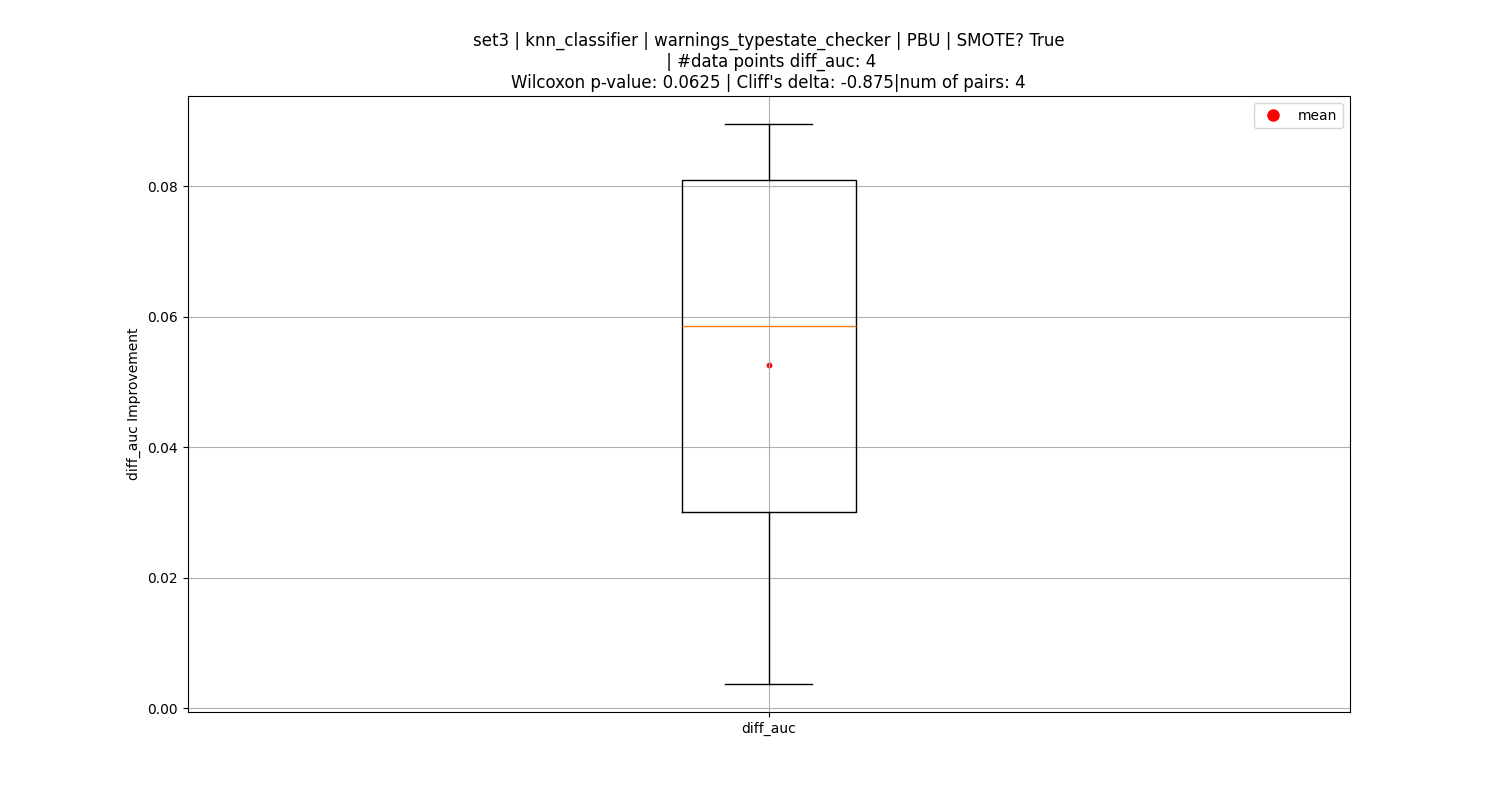 set3 | knn_classifier | warnings_typestate_checker | PBU | SMOTE? True
| #data points diff_auc: 4
Wilcoxon p-value: 0.0625 | Cliff's delta: -0.875|num of pairs: 4
mean
0.08
0.06
0.04
0.02
0.00
diff_auc Improvement
diff_auc